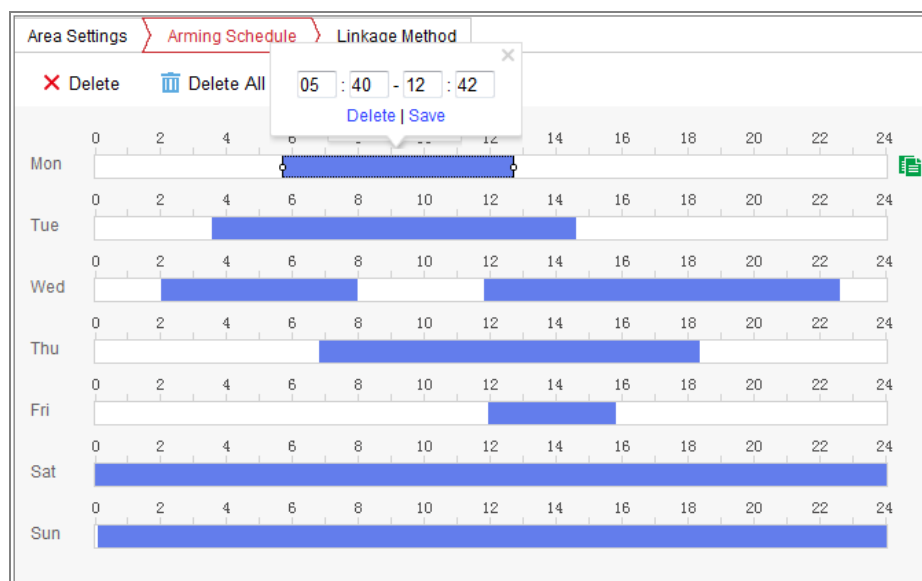 Area Settings Arming Schedule Linkage Method
×
Delete Delete All
05 : 40 - 12 : 42
Delete | Save
0 2 4 6 12 14 16 18 20 22 24
Mon
0 2 4 6 8 10 12 14 16 18 20 22 24
Tue
0 2 4 6 8 10 12 14 16 18 20 22 24
Wed
0 2 4 6 8 10 12 14 16 18 20 22 24
Thu
0 2 4 6 8 10 12 14 16 18 20 22 24
Fri
0 2 4 6 8 10 12 14 16 18 20 22 24
Sat
0 2 4 6 8 10 12 14 16 18 20 22 24
Sun